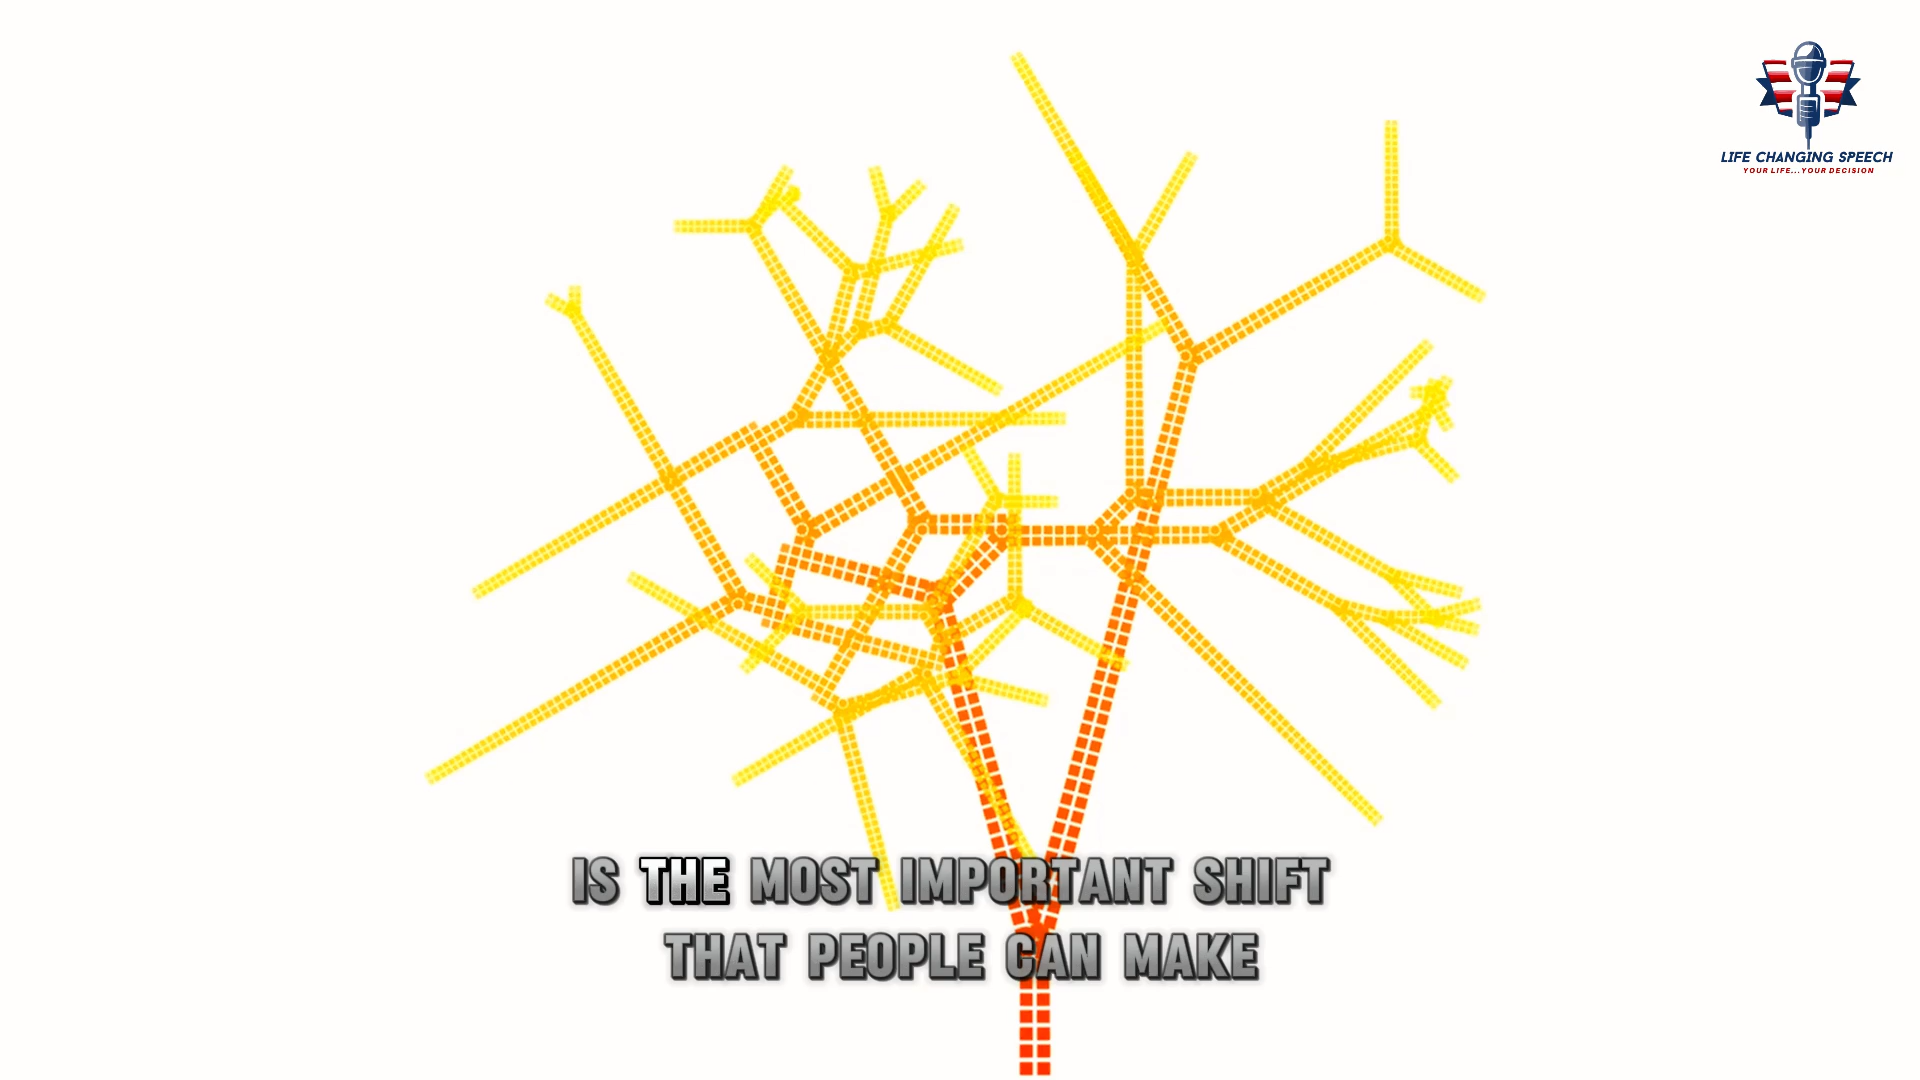 LIFE CHANGING SPEECH
YOUR LIFE...YOUR DECISION
IS THE MOST IMPORTANT SHIFT
THAT PEOPLE CAN MAKE